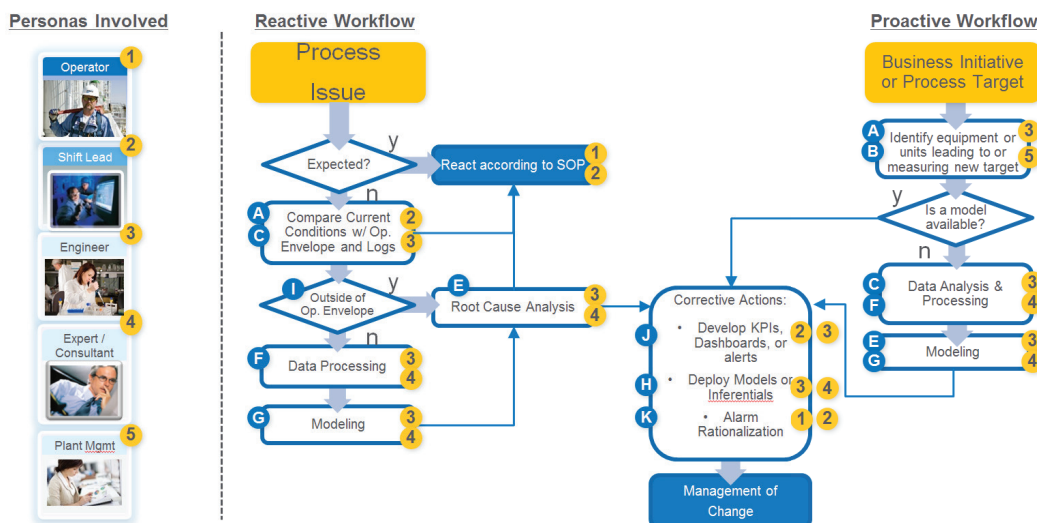 Personas Involved
1
Operator
2
Shift Lead
3
Engineer
4
Expert /
Consultant
5
Plant Mgmt
Reactive Workflow
Process
Issue
y
Expected?
n
React according to SOP
1
2
A
C
Compare Current
Conditions w/ Op.
Envelope and Logs
2
3
I
Outside of
Op. Envelope
y
n
E
Root Cause Analysis
3
4
F
Data Processing
3
4
G
Modeling
3
4
Corrective Actions:
J
• Develop KPIs,
Dashboards, or
alerts
2 3
H
• Deploy Models or
Inferentials
3 4
K
• Alarm
Rationalization
1 2
Management of
Change
Proactive Workflow
Business Initiative
or Process Target
A
B
Identify equipment or
units leading to or
measuring new target
3
5
y
Is a model
available?
n
C
F
Data Analysis &
Processing
3
4
E
G
Modeling
3
4